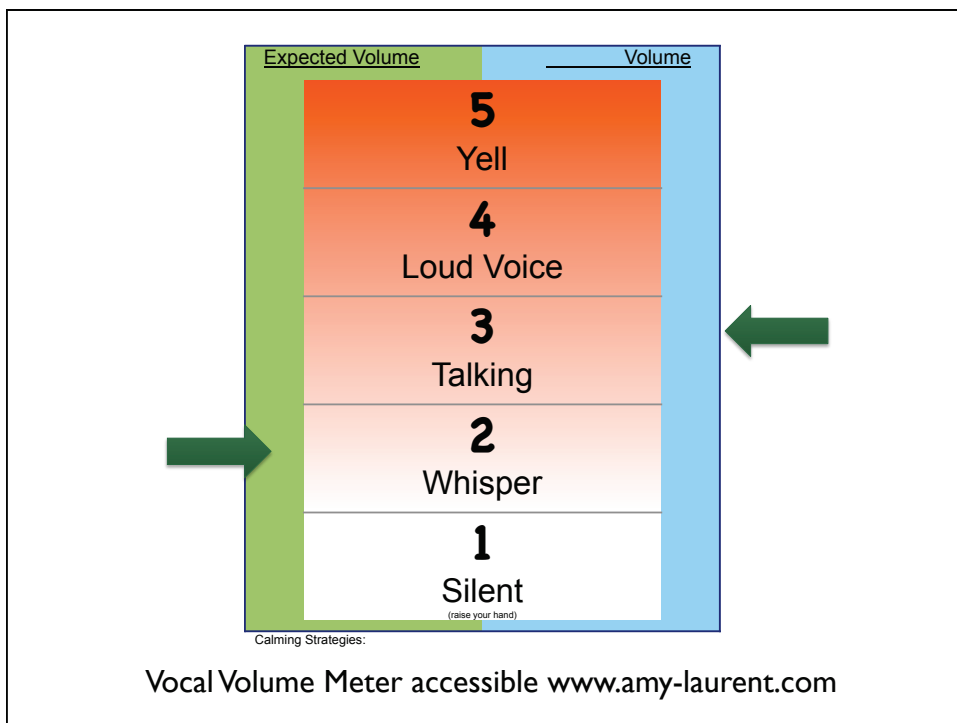 Expected Volume ______ Volume
5
Yell
4
Loud Voice
3
Talking
2
Whisper
1
Silent
(raise your hand)
Calming Strategies:
Vocal Volume Meter accessible www.amy-laurent.com